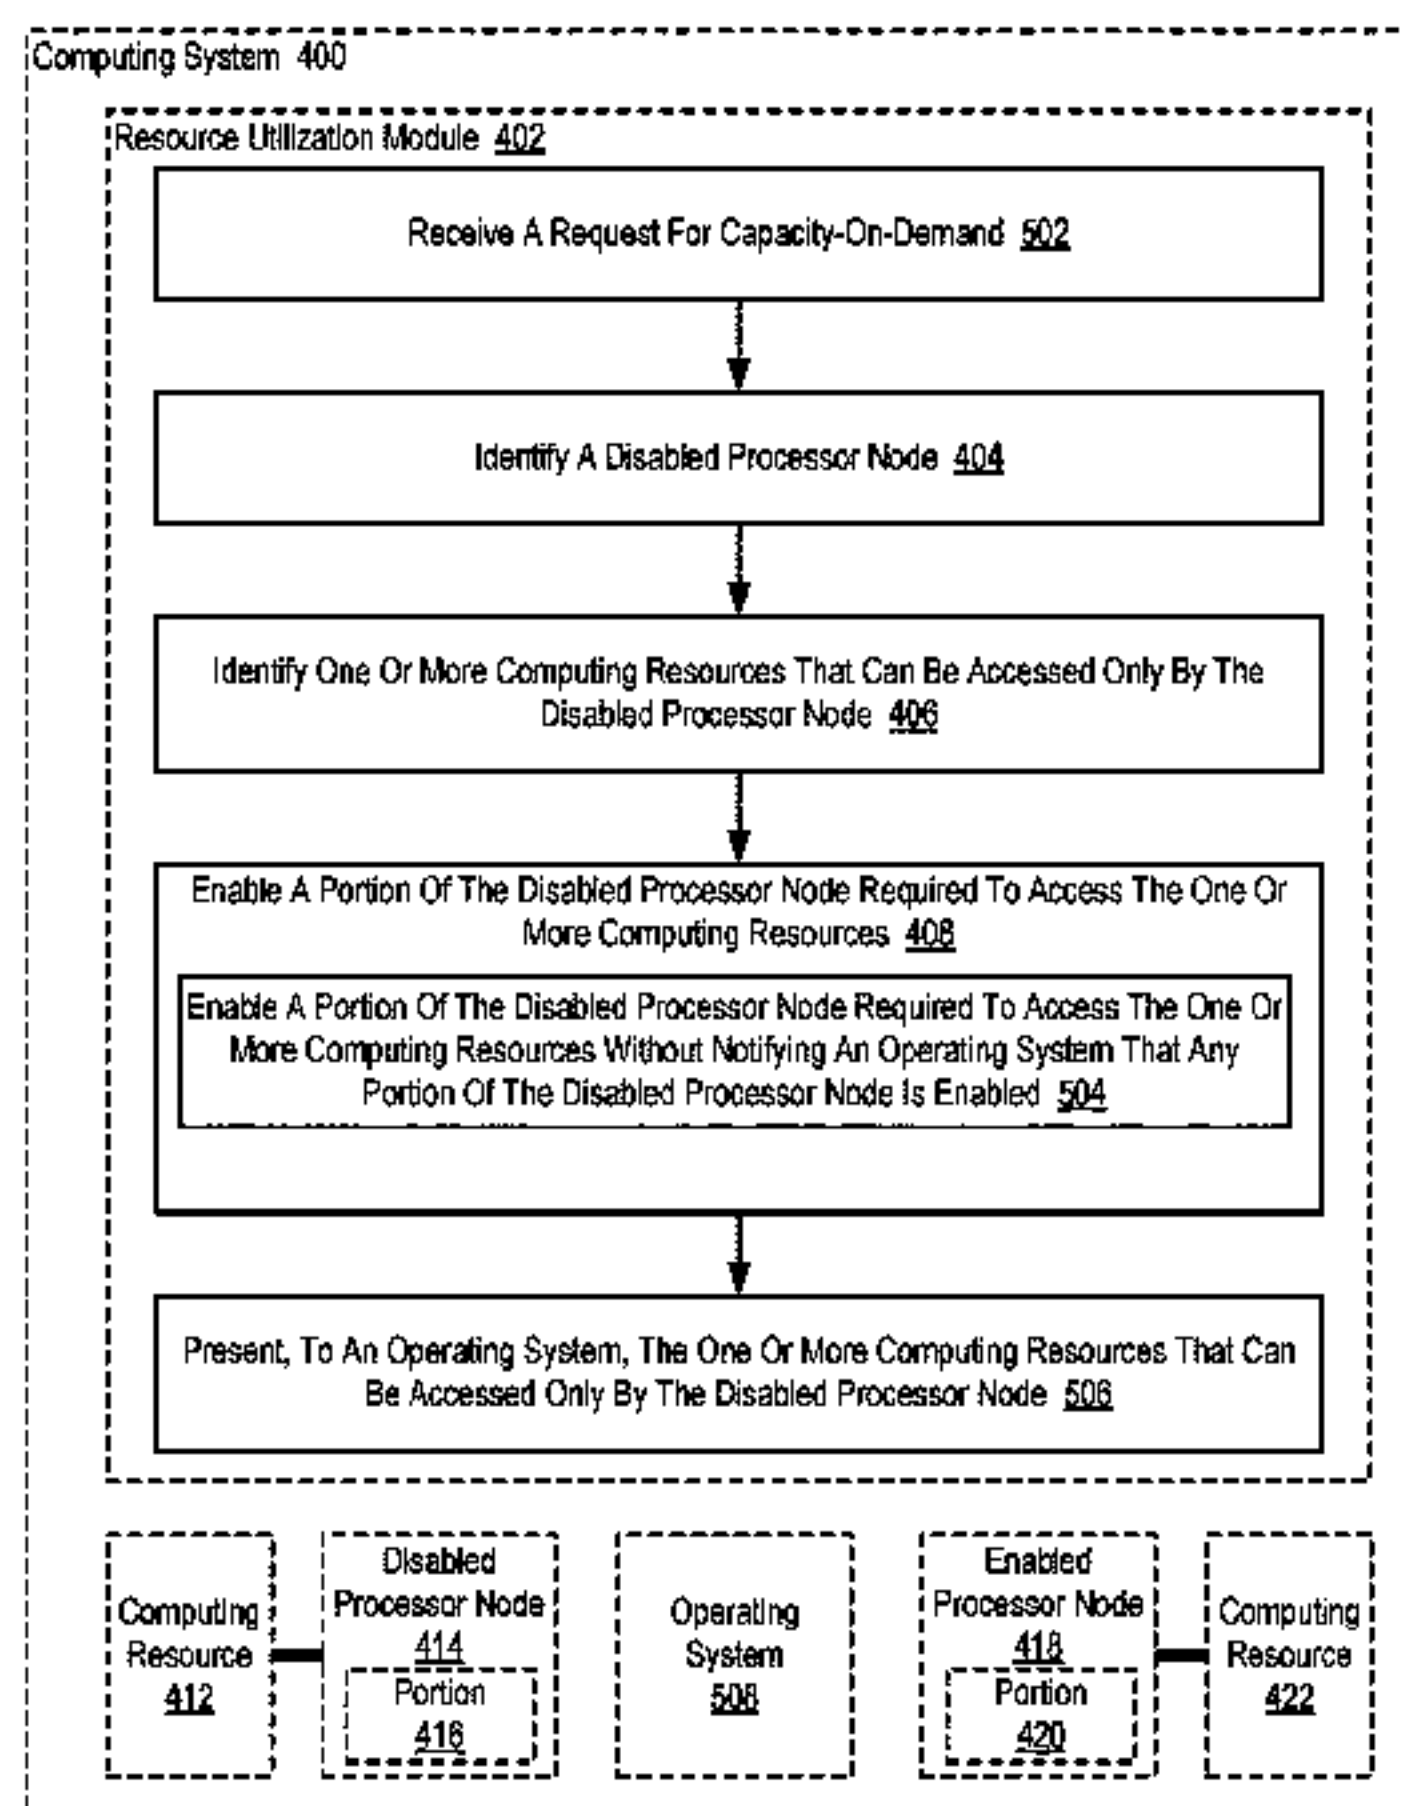 Computing System 400
Resource Utilization Module 402
Receive A Request For Capacity-On-Demand 502
Identify A Disabled Processor Node 404
Identify One Or More Computing Resources That Can Be Accessed Only By The
Disabled Processor Node 406
Enable A Portion Of The Disabled Processor Node Required To Access The One Or
More Computing Resources 408
Enable A Portion Of The Disabled Processor Node Required To Access The One Or
More Computing Resources Without Notifying An Operating System That Any
Portion Of The Disabled Processor Node Is Enabled 504
Present, To An Operating System, The One Or More Computing Resources That Can
Be Accessed Only By The Disabled Processor Node 506
Computing
Resource
412
Disabled
Processor Node
414
Portion
416
Operating
System
508
Enabled
Processor Node
418
Portion
420
Computing
Resource
422